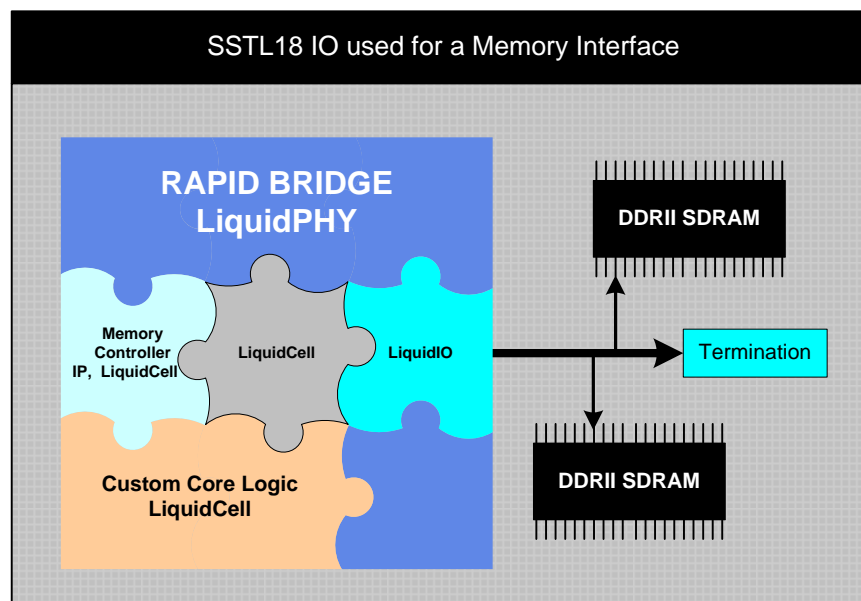 SSTL18 IO used for a Memory Interface
RAPID BRIDGE
LiquidPHY
DDRII SDRAM
Memory
Controller
IP, LiquidCell
LiquidCell
LiquidIO
Termination
Custom Core Logic
LiquidCell
DDRII SDRAM